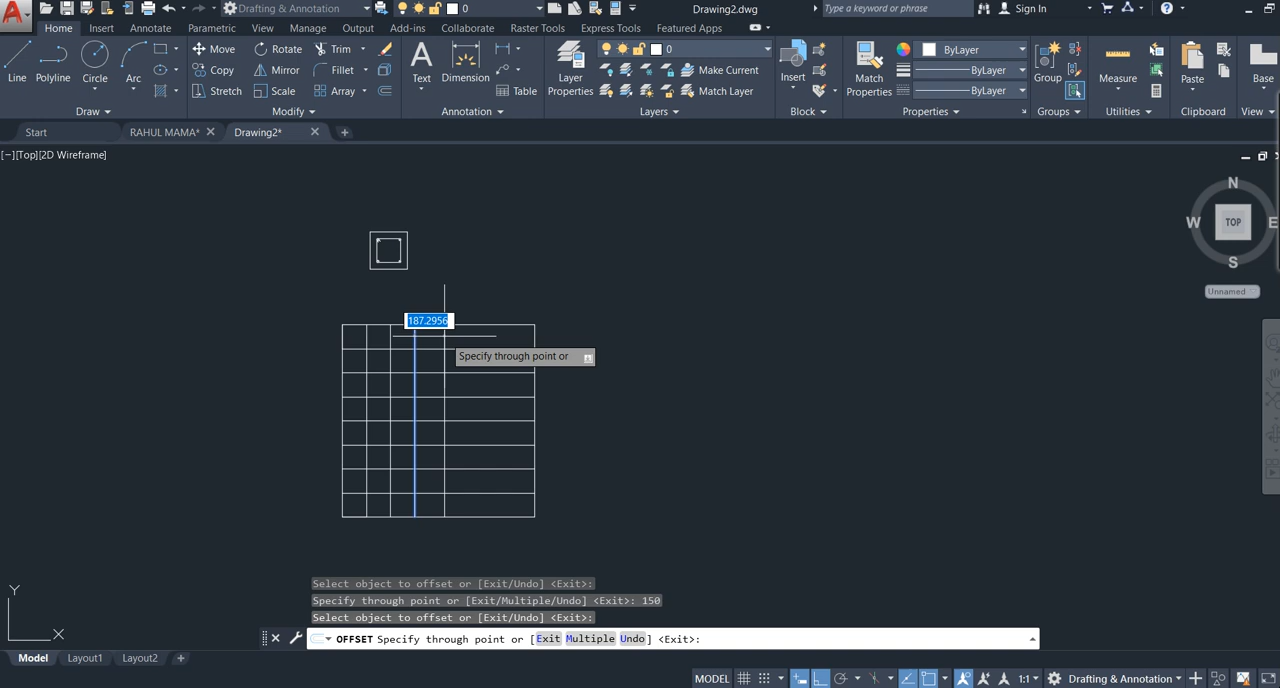 Drafting & Annotation 0 Drawing2.dwg Type a keyword or phrase Sign In
Home Insert Annotate Parametric View Manage Output Add-ins Collaborate Express Tools Featured Apps
Line Polyline Circle Arc
Move Rotate Trim
Copy Mirror Fillet
Stretch Scale Array
Text Dimension Table
Layer Properties
0
Make Current
Match Layer
Insert
Match Properties
ByLayer
ByLayer
ByLayer
Group Measure Paste Base
Draw Modify Annotation Layers Block Properties Groups Utilities Clipboard View
Start RAHUL MAMA* Drawing2*
[−][Top][2D Wireframe]
N
W TOP E
S
Unnamed
187.2956
Specify through point or
Select object to offset or [Exit/Undo] <Exit>:
Specify through point or [Exit/Multiple/Undo] <Exit>: 150
Select object to offset or [Exit/Undo] <Exit>:
OFFSET Specify through point or [Exit Multiple Undo] <Exit>:
Y
X
Model Layout1 Layout2
MODEL 1:1 Drafting & Annotation